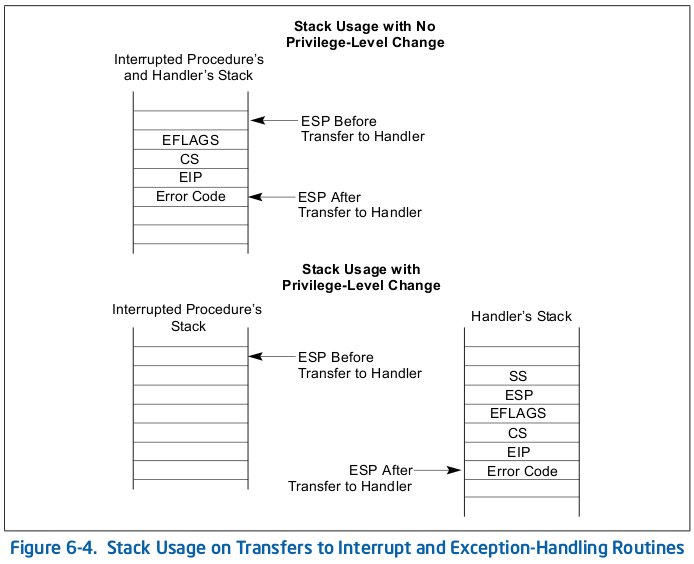 Stack Usage with No
Privilege-Level Change
Interrupted Procedure's
and Handler's Stack
ESP Before
Transfer to Handler
EFLAGS
CS
EIP
Error Code
ESP After
Transfer to Handler
Stack Usage with
Privilege-Level Change
Interrupted Procedure's
Stack
Handler's Stack
ESP Before
Transfer to Handler
SS
ESP
EFLAGS
CS
EIP
Error Code
ESP After
Transfer to Handler
Figure 6-4. Stack Usage on Transfers to Interrupt and Exception-Handling Routines